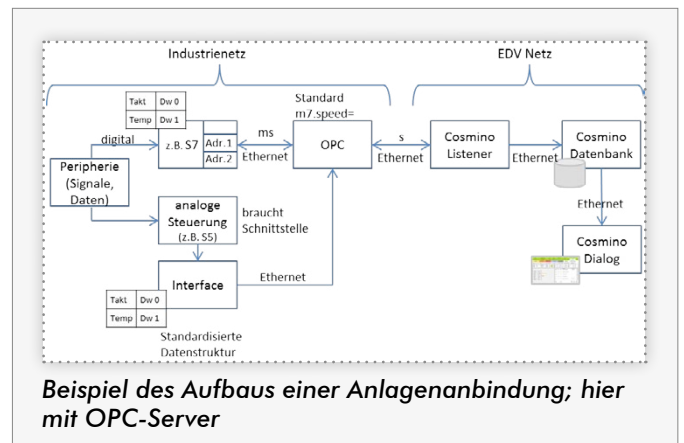 Industrienetz
EDV Netz
Takt Dw 0
Temp Dw 1
Standard
m7.speed=
digital
z.B. S7
Adr.1
Adr.2
ms
Ethernet
OPC
s
Ethernet
Cosmino
Listener
Ethernet
Cosmino
Datenbank
Peripherie
(Signale,
Daten)
analoge
Steuerung
(z.B. S5)
braucht
Schnittstelle
Ethernet
Cosmino
Dialog
Interface
Ethernet
Takt Dw 0
Temp Dw 1
Standardisierte
Datenstruktur
Beispiel des Aufbaus einer Anlagenanbindung; hier
mit OPC-Server